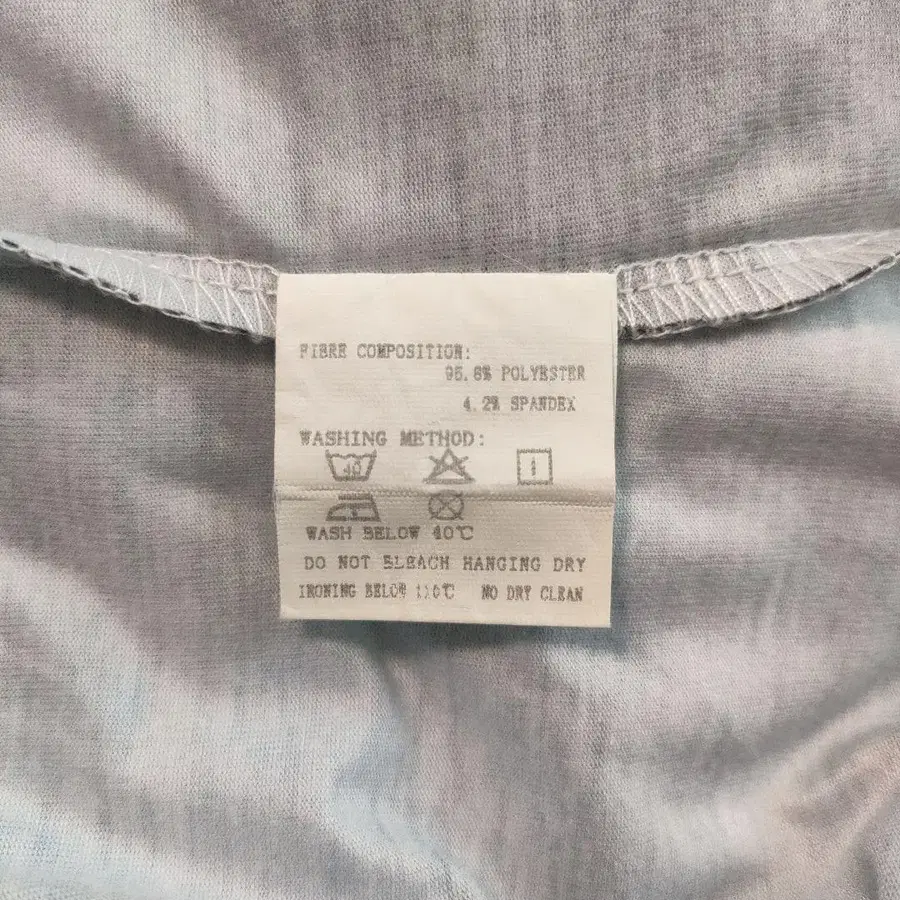 FIBRE COMPOSITION:
95.8% POLYESTER
4.2% SPANDEX
WASHING METHOD:
40
WASH BELOW 40℃
DO NOT BLEACH HANGING DRY
IRONING BELOW 110℃ NO DRY CLEAN